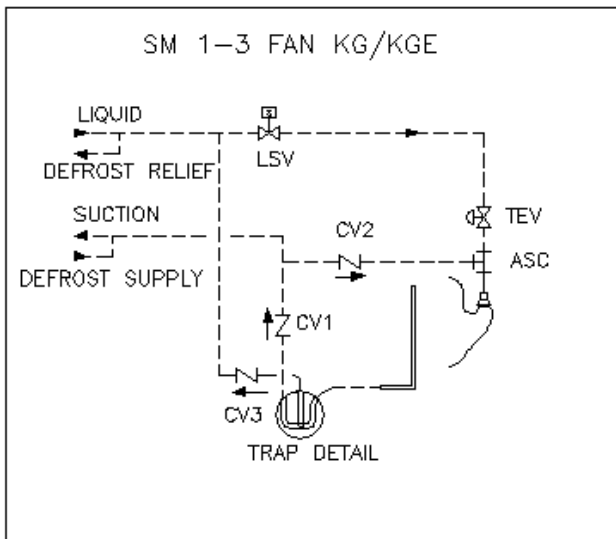 SM 1-3 FAN KG/KGE
LIQUID
DEFROST RELIEF
LSV
SUCTION
TEV
CV2
DEFROST SUPPLY
ASC
CV1
CV3
TRAP DETAIL